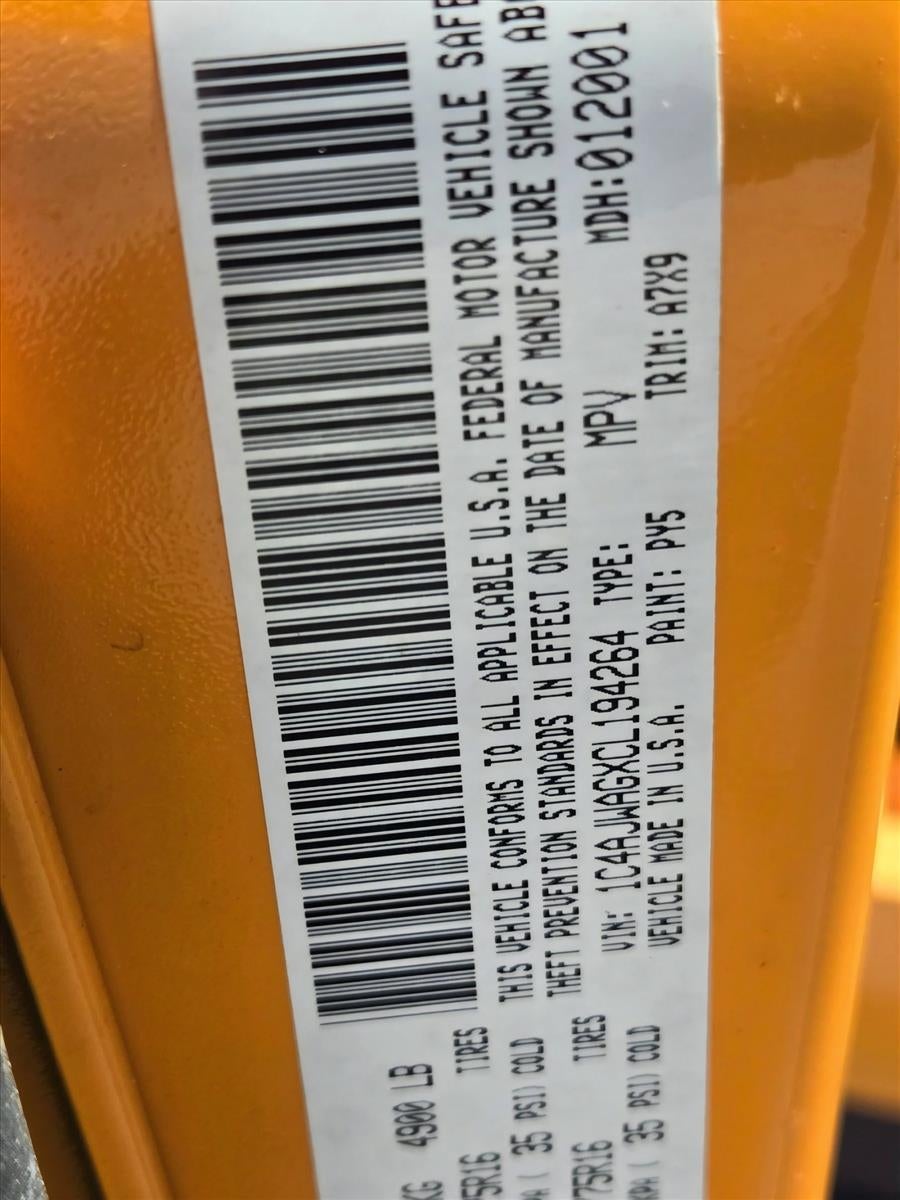 KG 4900 LB
5R16 TIRES
PA ( 35 PSI) COLD
75R16 TIRES
KPA ( 35 PSI) COLD
THIS VEHICLE CONFORMS TO ALL APPLICABLE U.S.A. FEDERAL MOTOR VEHICLE SAFE
THEFT PREVENTION STANDARDS IN EFFECT ON THE DATE OF MANUFACTURE SHOWN AB
VIN: 1C4AJWAGXCL194264 TYPE: MPV MDH:012001
VEHICLE MADE IN U.S.A. PAINT: PY5 TRIM: A7X9